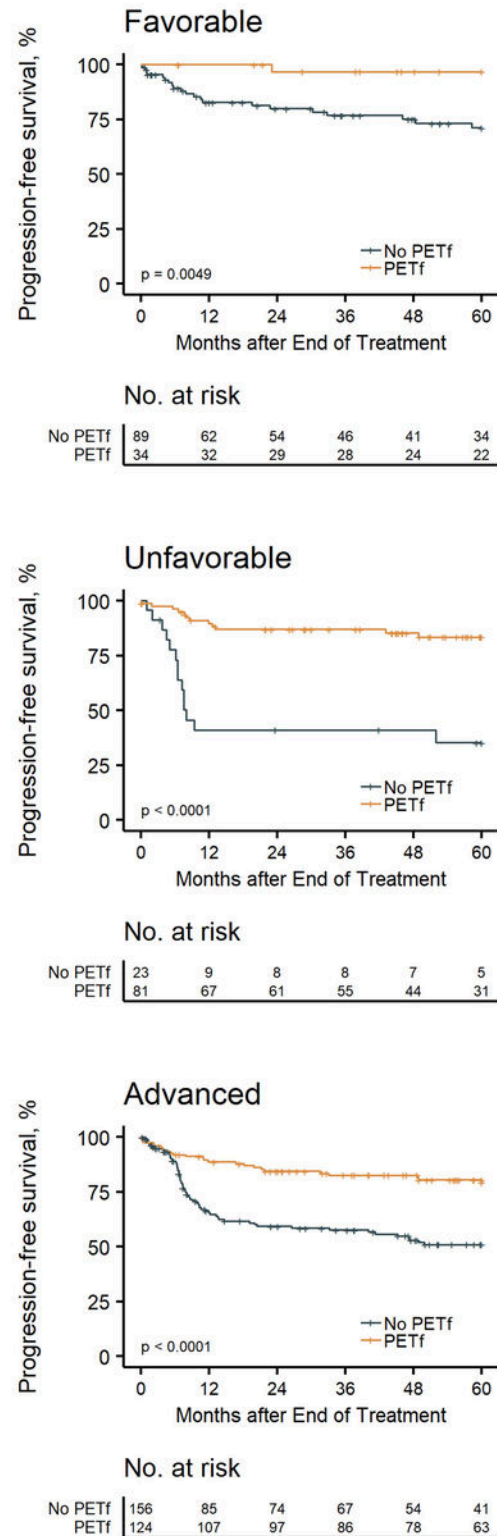 Favorable
Progression-free survival, %
100
75
50
25
0
No PETf
PETf
p = 0.0049
0 12 24 36 48 60
Months after End of Treatment
No. at risk
No PETf 89 62 54 46 41 34
PETf 34 32 29 28 24 22
Unfavorable
Progression-free survival, %
100
75
50
25
0
No PETf
PETf
p < 0.0001
0 12 24 36 48 60
Months after End of Treatment
No. at risk
No PETf 23 9 8 8 7 5
PETf 81 67 61 55 44 31
Advanced
Progression-free survival, %
100
75
50
25
0
No PETf
PETf
p < 0.0001
0 12 24 36 48 60
Months after End of Treatment
No. at risk
No PETf 156 85 74 67 54 41
PETf 124 107 97 86 78 63